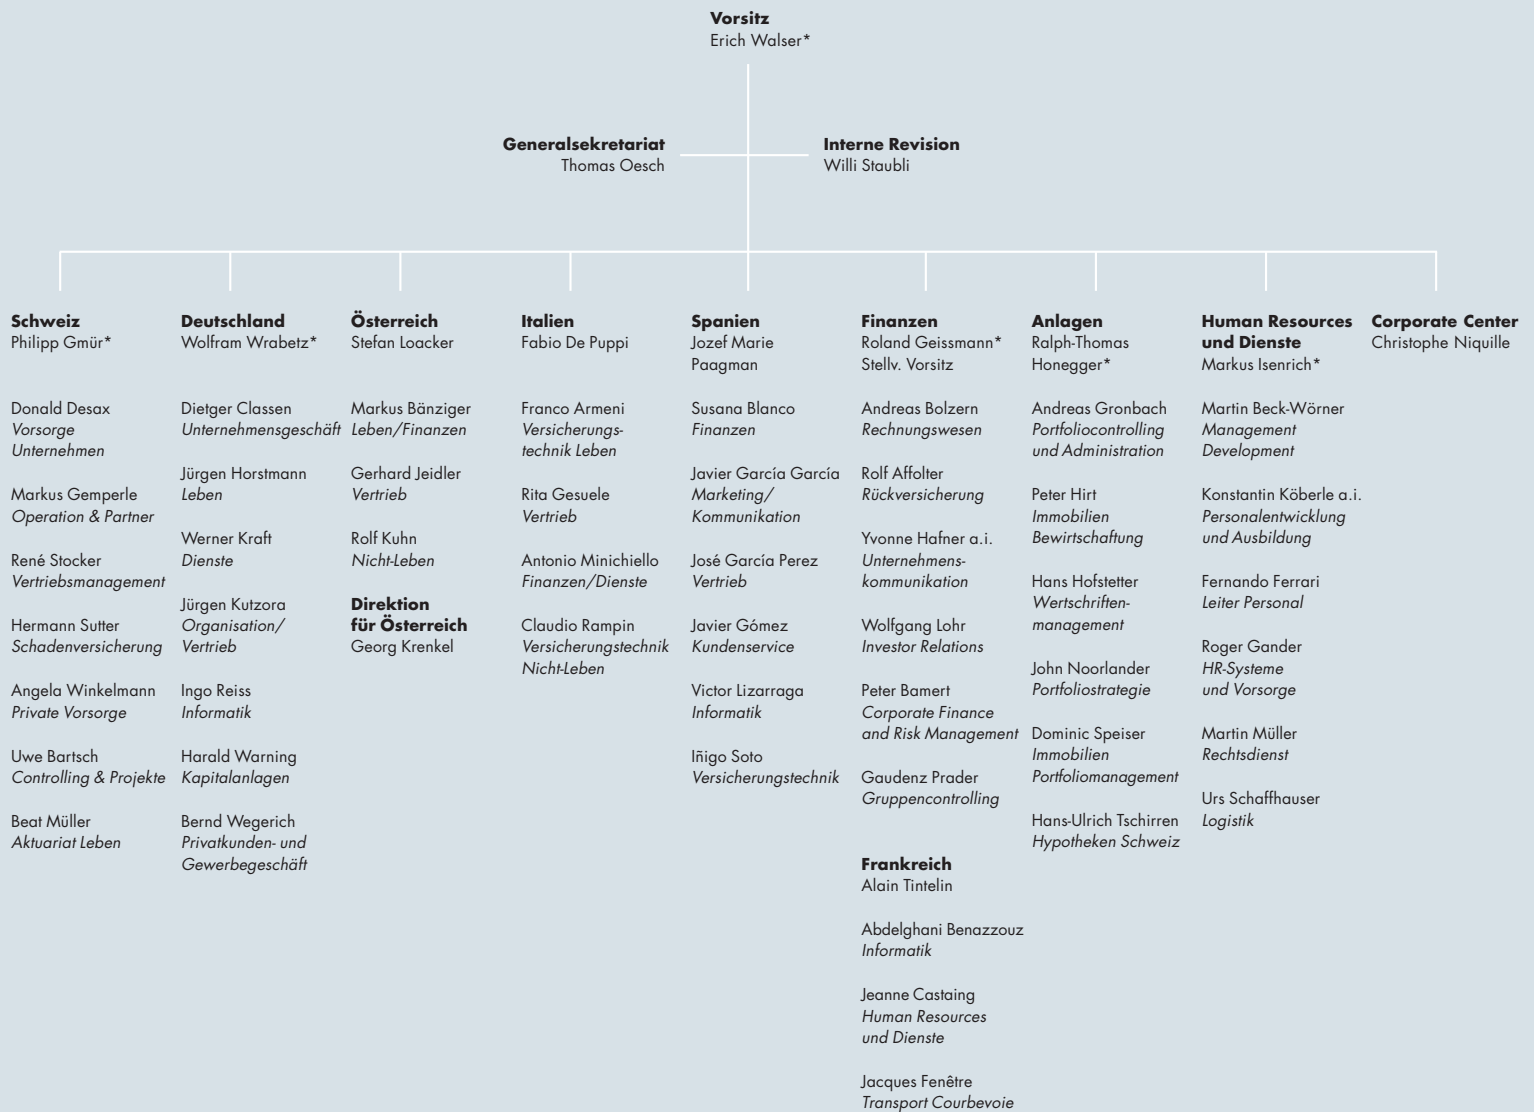 Vorsitz
Erich Walser*
Generalsekretariat
Thomas Oesch
Interne Revision
Willi Staubli
Schweiz
Philipp Gmür*
Donald Desax
Vorsorge
Unternehmen
Markus Gemperle
Operation & Partner
René Stocker
Vertriebsmanagement
Hermann Sutter
Schadenversicherung
Angela Winkelmann
Private Vorsorge
Uwe Bartsch
Controlling & Projekte
Beat Müller
Aktuariat Leben
Deutschland
Wolfram Wrabetz*
Dietger Classen
Unternehmensgeschäft
Jürgen Horstmann
Leben
Werner Kraft
Dienste
Jürgen Kutzora
Organisation/
Vertrieb
Ingo Reiss
Informatik
Harald Warning
Kapitalanlagen
Bernd Wegerich
Privatkunden- und
Gewerbegeschäft
Österreich
Stefan Loacker
Markus Bänziger
Leben/Finanzen
Gerhard Jeidler
Vertrieb
Rolf Kuhn
Nicht-Leben
Direktion
für Österreich
Georg Krenkel
Italien
Fabio De Puppi
Franco Armeni
Versicherungs-
technik Leben
Rita Gesuele
Vertrieb
Antonio Minichiello
Finanzen/Dienste
Claudio Rampin
Versicherungstechnik
Nicht-Leben
Spanien
Jozef Marie
Paagman
Susana Blanco
Finanzen
Javier García García
Marketing/
Kommunikation
José García Perez
Vertrieb
Javier Gómez
Kundenservice
Victor Lizarraga
Informatik
Iñigo Soto
Versicherungstechnik
Finanzen
Roland Geissmann*
Stellv. Vorsitz
Andreas Bolzern
Rechnungswesen
Rolf Affolter
Rückversicherung
Yvonne Hafner a.i.
Unternehmens-
kommunikation
Wolfgang Lohr
Investor Relations
Peter Bamert
Corporate Finance
and Risk Management
Gaudenz Prader
Gruppencontrolling
Frankreich
Alain Tintelin
Abdelghani Benazzouz
Informatik
Jeanne Castaing
Human Resources
und Dienste
Jacques Fenêtre
Transport Courbevoie
Anlagen
Ralph-Thomas
Honegger*
Andreas Gronbach
Portfoliocontrolling
und Administration
Peter Hirt
Immobilien
Bewirtschaftung
Hans Hofstetter
Wertschriften-
management
John Noorlander
Portfoliostrategie
Dominic Speiser
Immobilien
Portfoliomanagement
Hans-Ulrich Tschirren
Hypotheken Schweiz
Human Resources
und Dienste
Markus Isenrich*
Martin Beck-Wörner
Management
Development
Konstantin Köberle a.i.
Personalentwicklung
und Ausbildung
Fernando Ferrari
Leiter Personal
Roger Gander
HR-Systeme
und Vorsorge
Martin Müller
Rechtsdienst
Urs Schaffhauser
Logistik
Corporate Center
Christophe Niquille